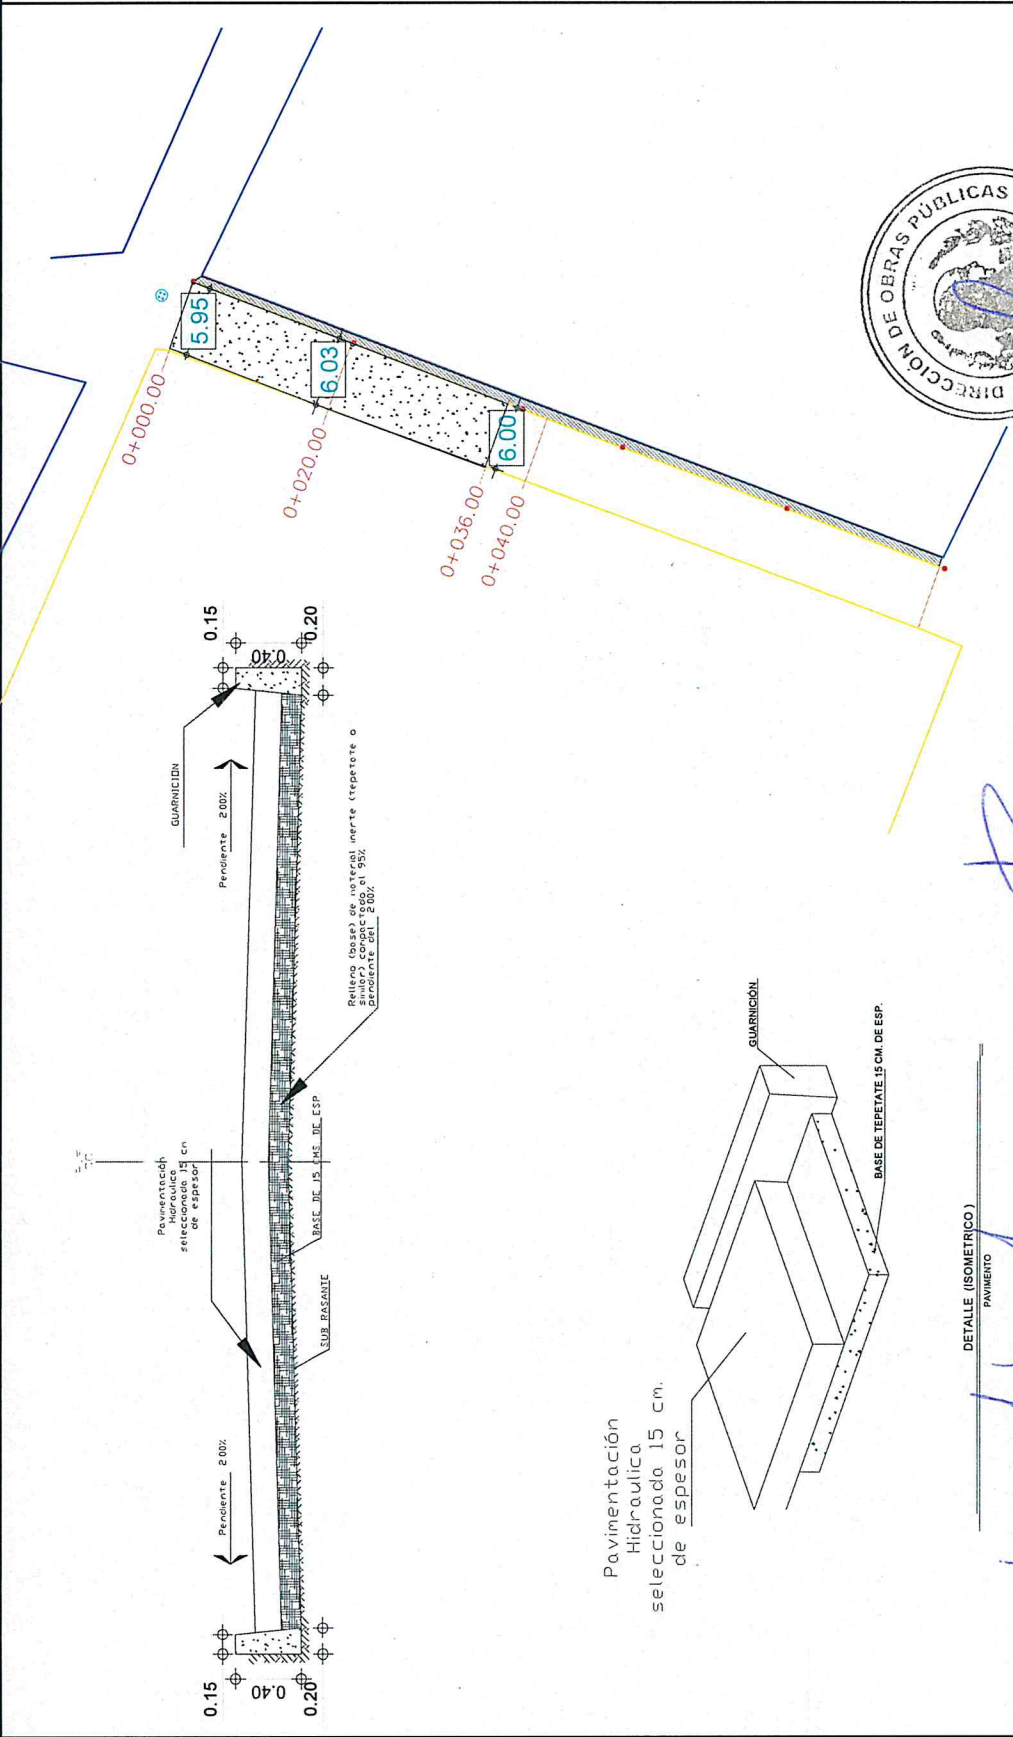 0.15
0.40
0.20
Pendiente 2.00%
Pavimentación
Hidraulica
seleccionada 15 cm
de espesor
SUB RASANTE
BASE DE 15 CMS DE ESP
Relleno (base) de material inerte (tepetate o
similar) compactado al 95%
pendiente del 2.00%
GUARNICION
Pendiente 2.00%
0.15
0.40
0.20
0+000.00
0+020.00
0+036.00
0+040.00
5.95
6.03
6.00
Pavimentación
Hidraulica
seleccionada 15 cm.
de espesor
GUARNICIÓN
BASE DE TEPETATE 15 CM. DE ESP.
DETALLE (ISOMETRICO )
PAVIMENTO
DIRECCIÓN DE OBRAS PÚBLICAS